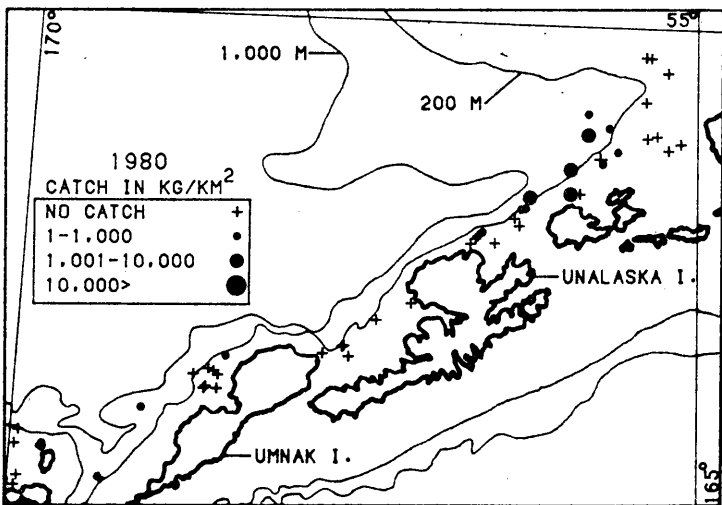 170°
55°
1.000 M
200 M
1980
CATCH IN KG/KM²
NO CATCH +
1-1.000
1.001-10.000
10.000>
UNALASKA I.
UMNAK I.
165°